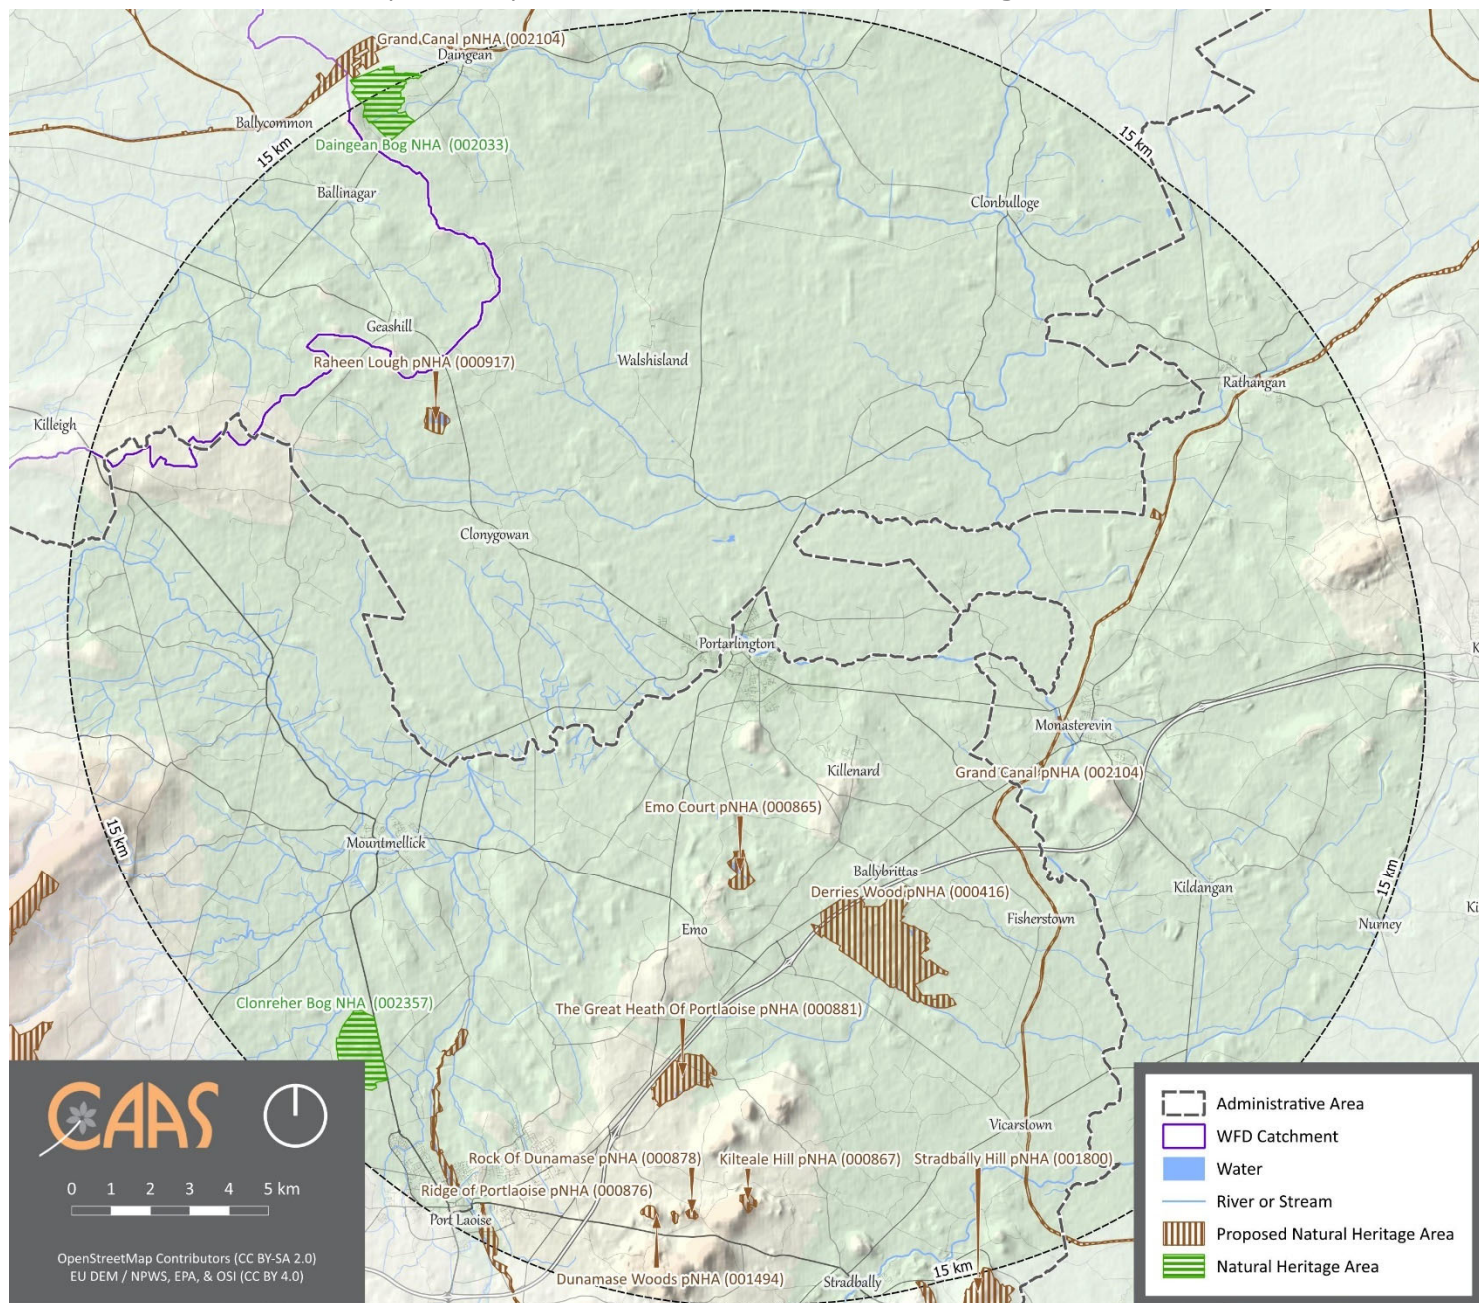 Grand Canal pNHA (002104)
Daingean
Ballycommon
15 km
Daingean Bog NHA (002033)
15 km
Ballinagar
Clonbulloge
Geashill
Raheen Lough pNHA (000917)
Walshisland
Rathangan
Killeigh
Clonygowan
Portarlington
Monasterevin
Killenard
Grand Canal pNHA (002104)
Emo Court pNHA (000865)
15 km
Mountmellick
Ballybrittas
Derries Wood pNHA (000416)
Kildangan
15 km
Fisherstown
Nurney
Emo
Clonreher Bog NHA (002357)
The Great Heath Of Portlaoise pNHA (000881)
Vicarstown
Rock Of Dunamase pNHA (000878)
Kilteale Hill pNHA (000867)
Stradbally Hill pNHA (001800)
Ridge of Portlaoise pNHA (000876)
Port Laoise
Dunamase Woods pNHA (001494)
Stradbally
15 km
CAAS
0 1 2 3 4 5 km
OpenStreetMap Contributors (CC BY-SA 2.0)
EU DEM / NPWS, EPA, & OSI (CC BY 4.0)
Administrative Area
WFD Catchment
Water
River or Stream
Proposed Natural Heritage Area
Natural Heritage Area